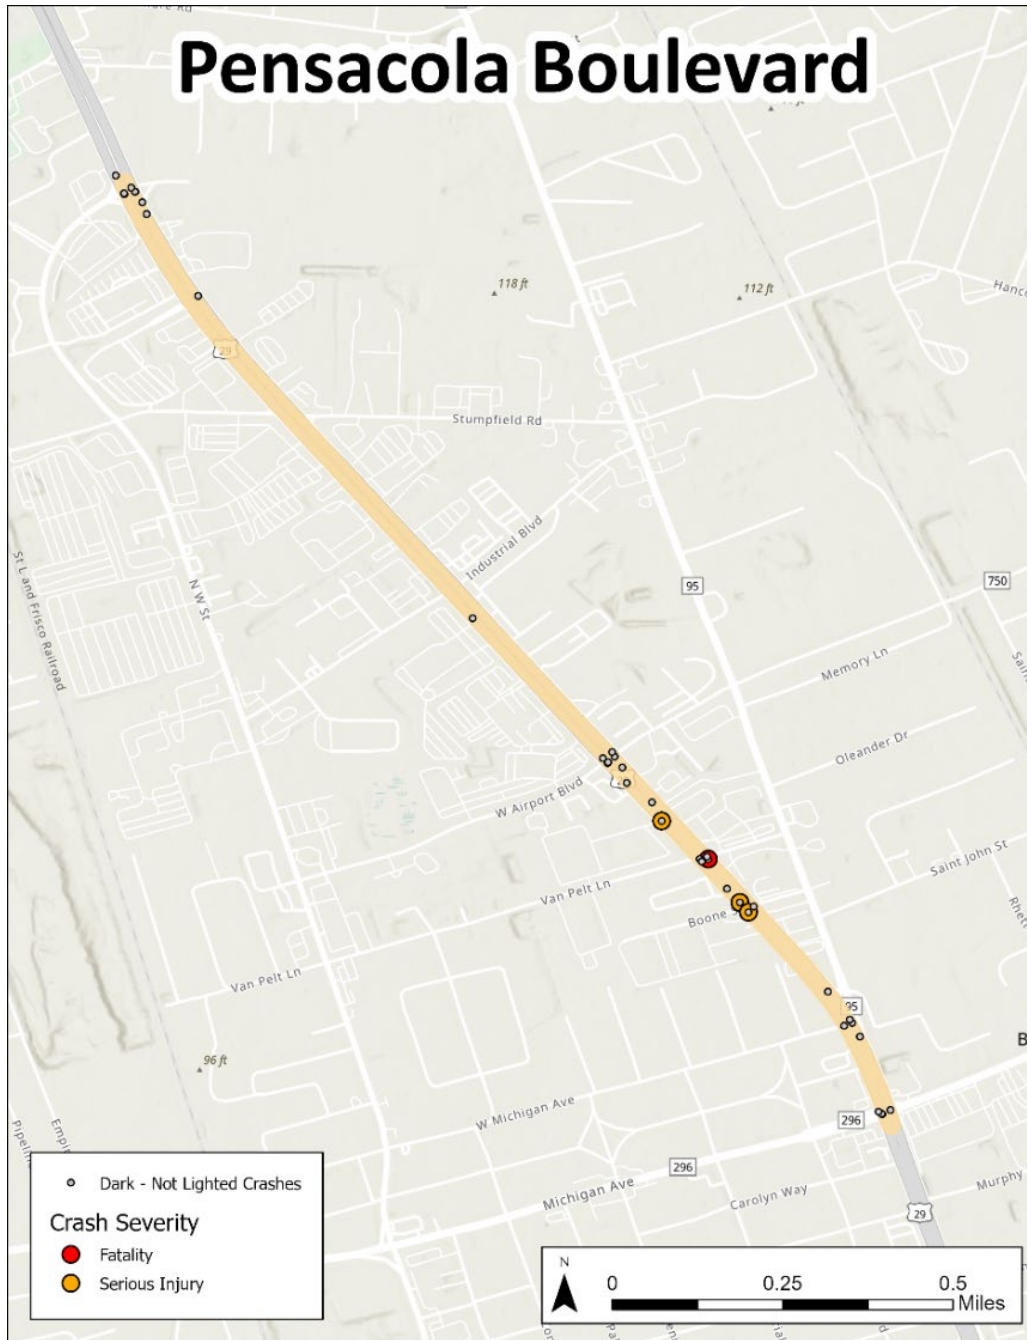 Pensacola Boulevard
118 ft
112 ft
29
Stumpfield Rd
Industrial Blvd
95
750
N W St
St L and Frisco Railroad
Memory Ln
Oleander Dr
W Airport Blvd
Saint John St
Van Pelt Ln
Boone
Van Pelt Ln
95
96 ft
W Michigan Ave
296
296
Michigan Ave
Carolyn Way
Murphy
29
Dark - Not Lighted Crashes
Crash Severity
Fatality
Serious Injury
N
0 0.25 0.5
Miles